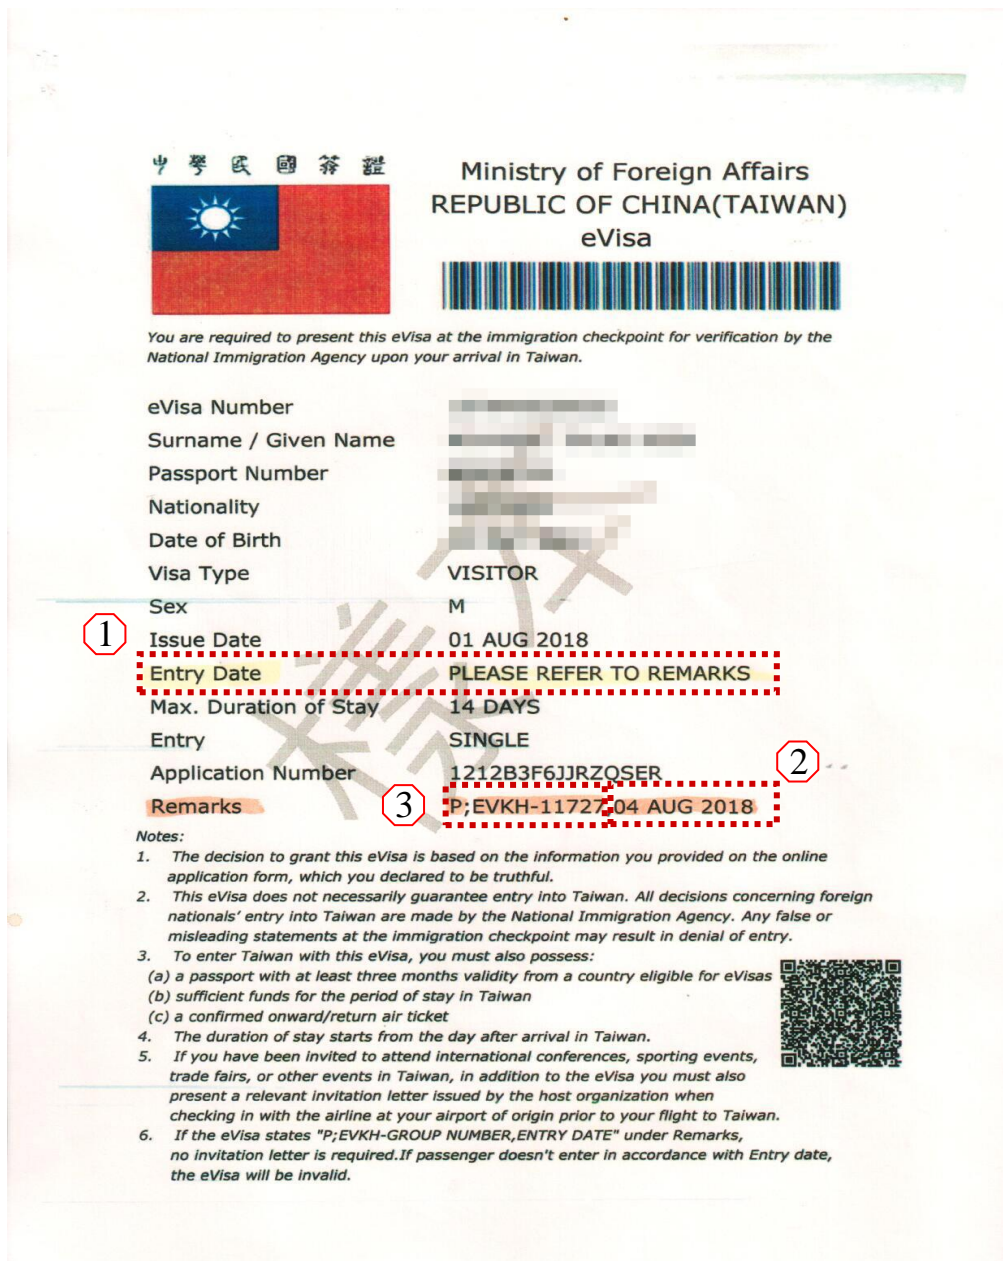 中華民國簽證
Ministry of Foreign Affairs
REPUBLIC OF CHINA(TAIWAN)
eVisa
You are required to present this eVisa at the immigration checkpoint for verification by the
National Immigration Agency upon your arrival in Taiwan.
eVisa Number
Surname / Given Name
Passport Number
Nationality
Date of Birth
Visa Type VISITOR
Sex M
1
Issue Date 01 AUG 2018
Entry Date PLEASE REFER TO REMARKS
Max. Duration of Stay 14 DAYS
Entry SINGLE
2
Application Number 1212B3F6JJRZQSER
Remarks 3 P;EVKH-11727,04 AUG 2018
樣本
Notes:
1. The decision to grant this eVisa is based on the information you provided on the online
application form, which you declared to be truthful.
2. This eVisa does not necessarily guarantee entry into Taiwan. All decisions concerning foreign
nationals' entry into Taiwan are made by the National Immigration Agency. Any false or
misleading statements at the immigration checkpoint may result in denial of entry.
3. To enter Taiwan with this eVisa, you must also possess:
(a) a passport with at least three months validity from a country eligible for eVisas
(b) sufficient funds for the period of stay in Taiwan
(c) a confirmed onward/return air ticket
4. The duration of stay starts from the day after arrival in Taiwan.
5. If you have been invited to attend international conferences, sporting events,
trade fairs, or other events in Taiwan, in addition to the eVisa you must also
present a relevant invitation letter issued by the host organization when
checking in with the airline at your airport of origin prior to your flight to Taiwan.
6. If the eVisa states "P;EVKH-GROUP NUMBER,ENTRY DATE" under Remarks,
no invitation letter is required.If passenger doesn't enter in accordance with Entry date,
the eVisa will be invalid.